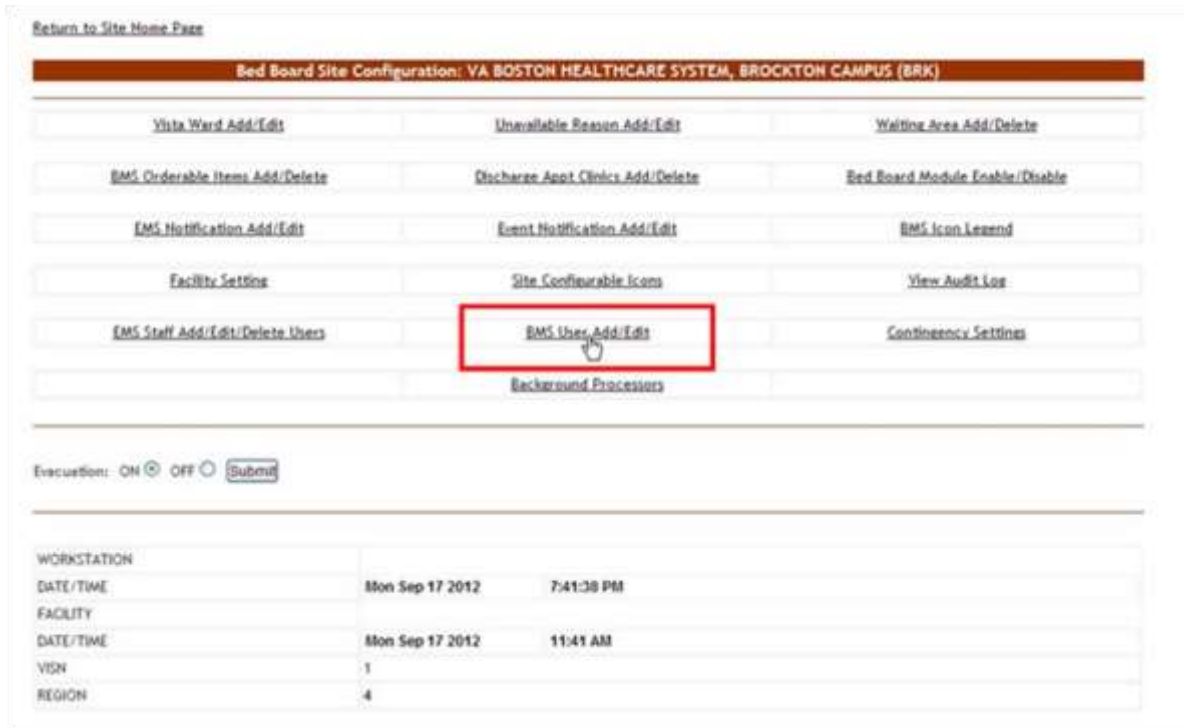 Return to Site Home Page
Bed Board Site Configuration: VA BOSTON HEALTHCARE SYSTEM, BROCKTON CAMPUS (BRK)
Vista Ward Add/Edit Unavailable Reason Add/Edit Waiting Area Add/Delete
BMS Orderable Items Add/Delete Discharge Appt Clinics Add/Delete Bed Board Module Enable/Disable
EMS Notification Add/Edit Event Notification Add/Edit BMS Icon Legend
Facility Setting Site Configurable Icons View Audit Log
EMS Staff Add/Edit/Delete Users BMS User Add/Edit Contingency Settings
Background Processors
Evacuation: ON OFF Submit
WORKSTATION
DATE/TIME Mon Sep 17 2012 7:41:38 PM
FACILITY
DATE/TIME Mon Sep 17 2012 11:41 AM
VISN 1
REGION 4